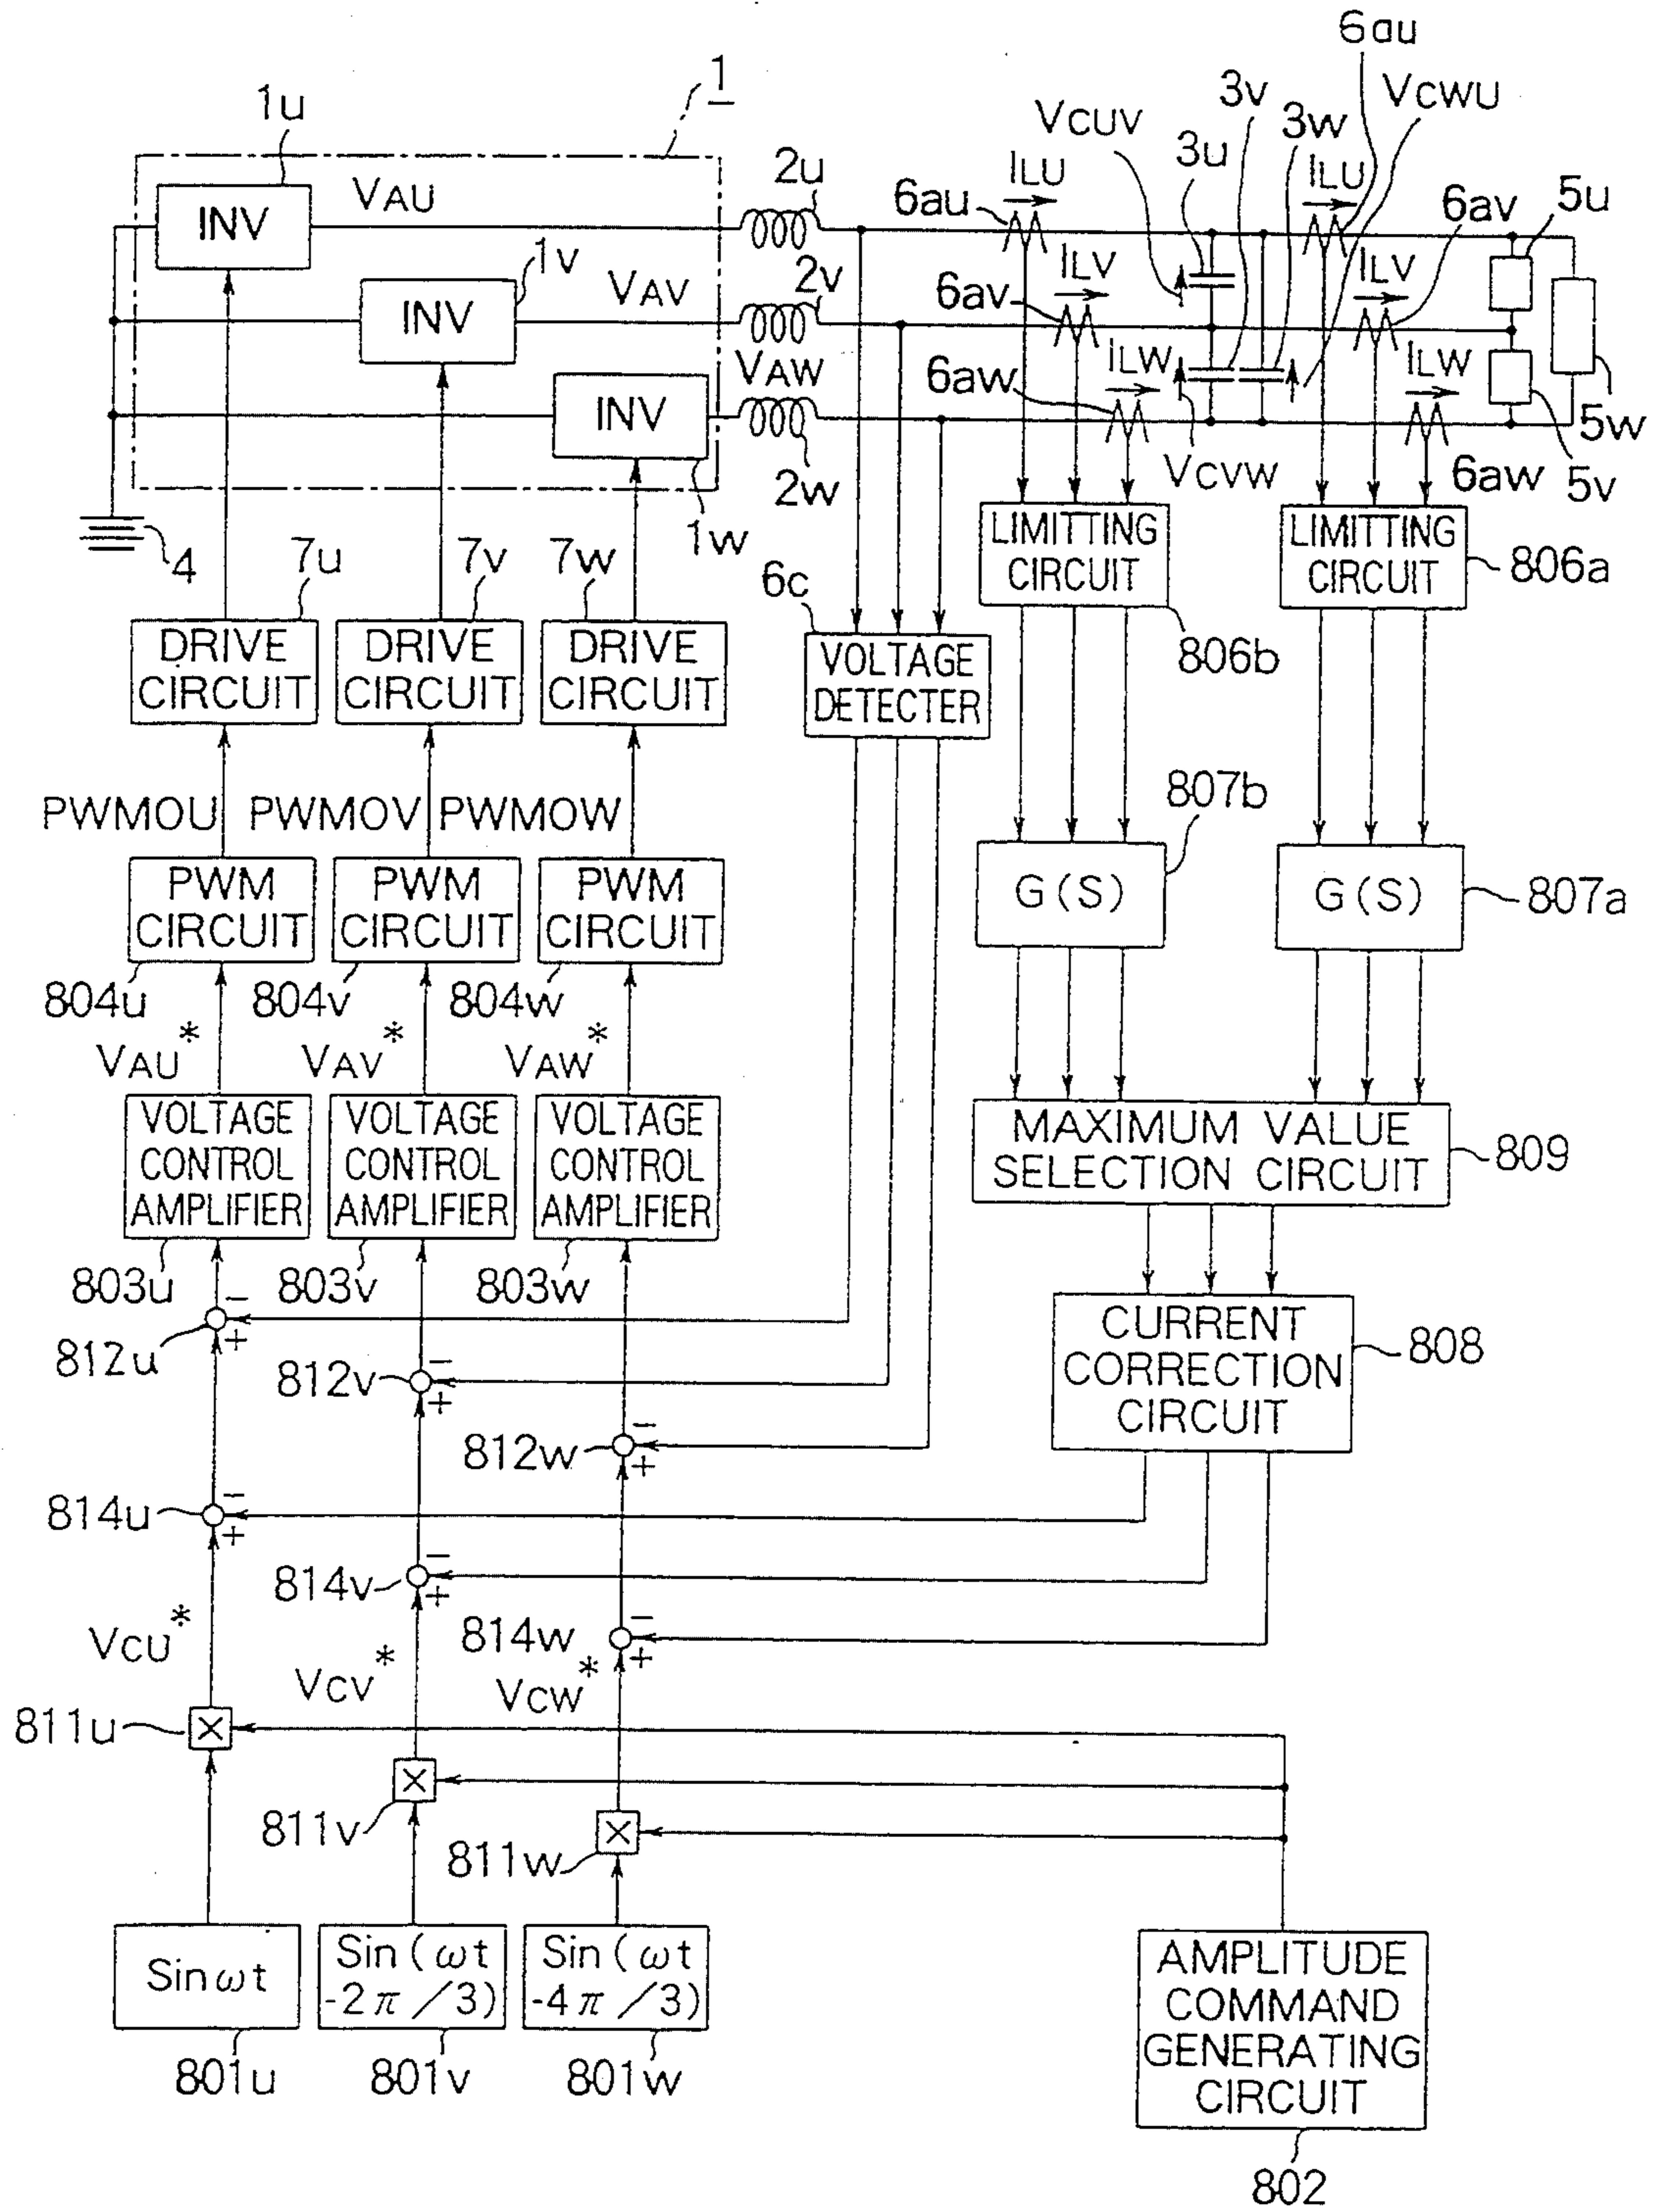 6au
1
VCUV
3v
VCWU
1u
3w
2u
3u
ILU
ILU
5u
VAU
6au
6av
INV
1v
2v
ILV
ILV
VAV
6av
INV
VAW
6aw
ILW
ILW
INV
5w
2w
VCVW
6aw
5v
1w
4
7u
7v
7w
6c
LIMITTING
CIRCUIT
806b
LIMITTING
CIRCUIT
806a
DRIVE
CIRCUIT
DRIVE
CIRCUIT
DRIVE
CIRCUIT
VOLTAGE
DETECTER
PWMOU
PWMOV
PWMOW
807b
PWM
CIRCUIT
PWM
CIRCUIT
PWM
CIRCUIT
G(S)
G(S)
807a
804u
804v
804w
VAU*
VAV*
VAW*
VOLTAGE
CONTROL
AMPLIFIER
VOLTAGE
CONTROL
AMPLIFIER
VOLTAGE
CONTROL
AMPLIFIER
MAXIMUM VALUE
SELECTION CIRCUIT
809
803u
803v
803w
−
+
812u
−
+
812v
−
+
812w
CURRENT
CORRECTION
CIRCUIT
808
−
+
814u
−
+
814v
−
+
814w
VCU*
VCV*
VCW*
811u
×
811v
×
811w
×
Sinωt
Sin(ωt
-2π/3)
Sin(ωt
-4π/3)
AMPLITUDE
COMMAND
GENERATING
CIRCUIT
801u
801v
801w
802